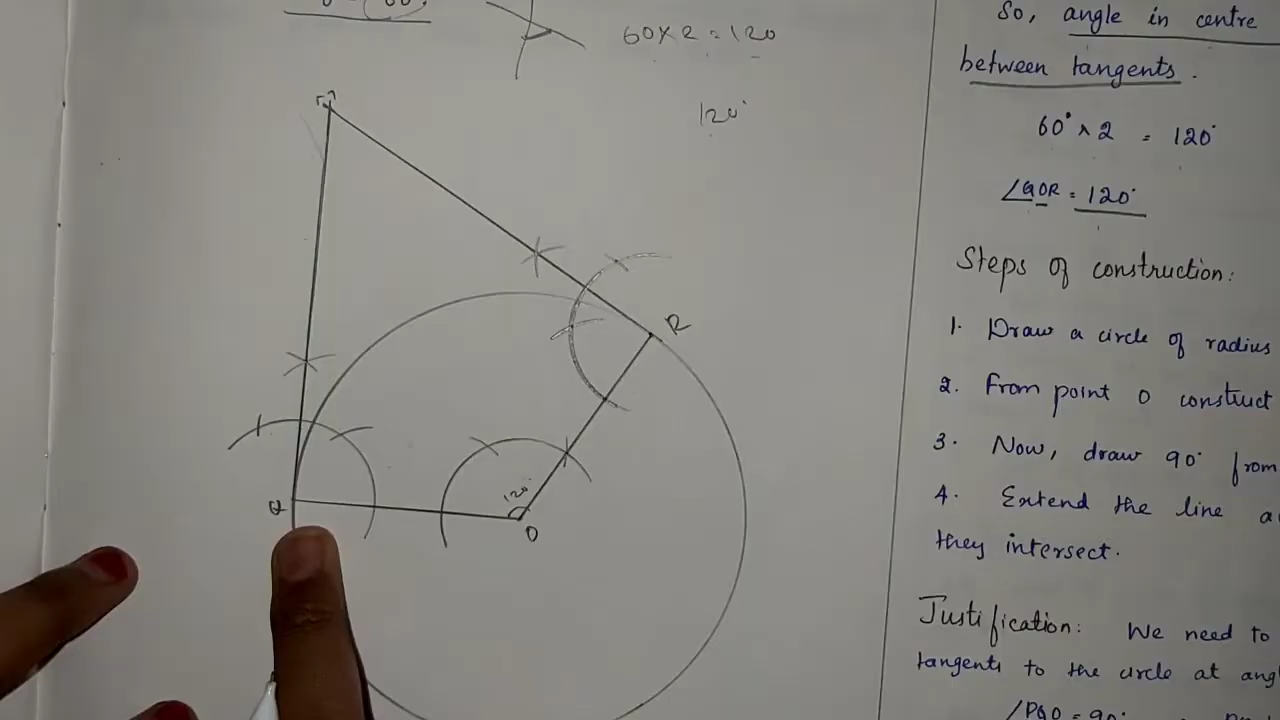 60×2=120
120°
R
Q
120°
O
So, angle in centre
between tangents.
60° × 2 = 120°
∠QOR = 120°
Steps of construction:
1. Draw a circle of radius
2. From point O construct
3. Now, draw 90° from
4. Extend the line
they intersect.
Justification: We need to
tangents to the circle at
∠PQO = 90°